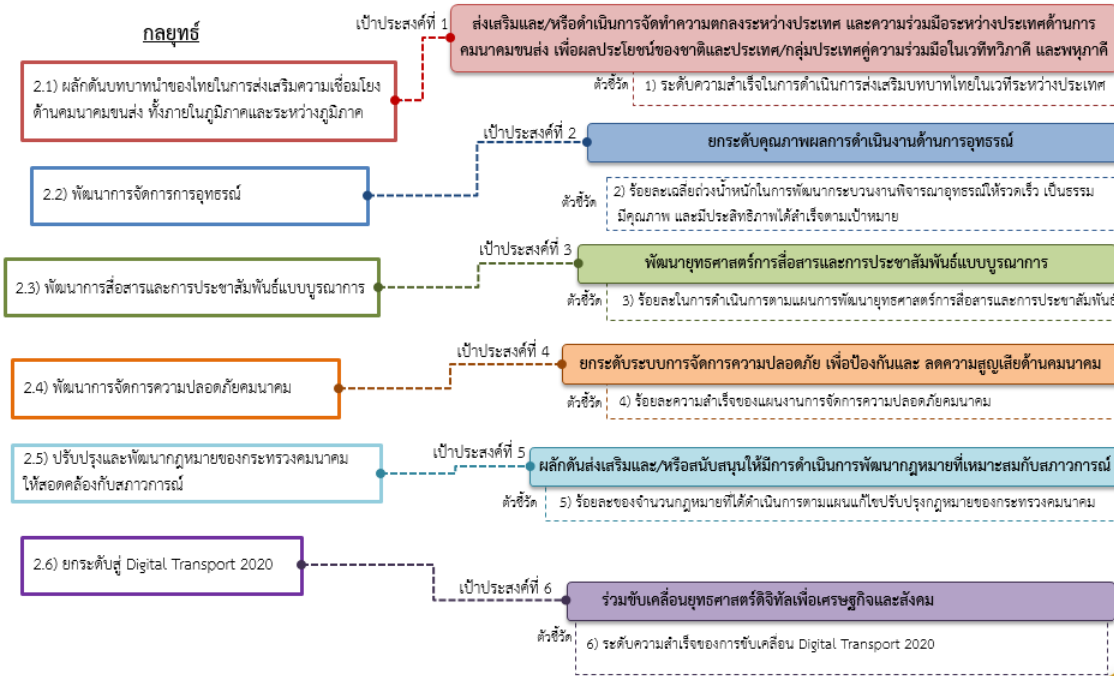 กลยุทธ์
เป้าประสงค์ที่ 1
ส่งเสริมและ/หรือดำเนินการจัดทำความตกลงระหว่างประเทศ และความร่วมมือระหว่างประเทศด้านการ
คมนาคมขนส่ง เพื่อผลประโยชน์ของชาติและประเทศ/กลุ่มประเทศคู่ความร่วมมือในเวทีทวิภาคี และพหุภาคี
2.1) ผลักดันบทบาทนำของไทยในการส่งเสริมความเชื่อมโยง
ด้านคมนาคมขนส่ง ทั้งภายในภูมิภาคและระหว่างภูมิภาค
ตัวชี้วัด
1) ระดับความสำเร็จในการดำเนินการส่งเสริมบทบาทไทยในเวทีระหว่างประเทศ
เป้าประสงค์ที่ 2
ยกระดับคุณภาพผลการดำเนินงานด้านการอุทธรณ์
2.2) พัฒนาการจัดการการอุทธรณ์
ตัวชี้วัด
2) ร้อยละเฉลี่ยถ่วงน้ำหนักในการพัฒนากระบวนงานพิจารณาอุทธรณ์ให้รวดเร็ว เป็นธรรม
มีคุณภาพ และมีประสิทธิภาพได้สำเร็จตามเป้าหมาย
เป้าประสงค์ที่ 3
พัฒนายุทธศาสตร์การสื่อสารและการประชาสัมพันธ์แบบบูรณาการ
2.3) พัฒนาการสื่อสารและการประชาสัมพันธ์แบบบูรณาการ
ตัวชี้วัด
3) ร้อยละในการดำเนินการตามแผนการพัฒนายุทธศาสตร์การสื่อสารและการประชาสัมพันธ์
เป้าประสงค์ที่ 4
ยกระดับระบบการจัดการความปลอดภัย เพื่อป้องกันและ ลดความสูญเสียด้านคมนาคม
2.4) พัฒนาการจัดการความปลอดภัยคมนาคม
ตัวชี้วัด
4) ร้อยละความสำเร็จของแผนงานการจัดการความปลอดภัยคมนาคม
เป้าประสงค์ที่ 5
ผลักดันส่งเสริมและ/หรือสนับสนุนให้มีการดำเนินการพัฒนากฎหมายที่เหมาะสมกับสภาวการณ์
2.5) ปรับปรุงและพัฒนากฎหมายของกระทรวงคมนาคม
ให้สอดคล้องกับสภาวการณ์
ตัวชี้วัด
5) ร้อยละของจำนวนกฎหมายที่ได้ดำเนินการตามแผนแก้ไขปรับปรุงกฎหมายของกระทรวงคมนาคม
2.6) ยกระดับสู่ Digital Transport 2020
เป้าประสงค์ที่ 6
ร่วมขับเคลื่อนยุทธศาสตร์ดิจิทัลเพื่อเศรษฐกิจและสังคม
ตัวชี้วัด
6) ระดับความสำเร็จของการขับเคลื่อน Digital Transport 2020